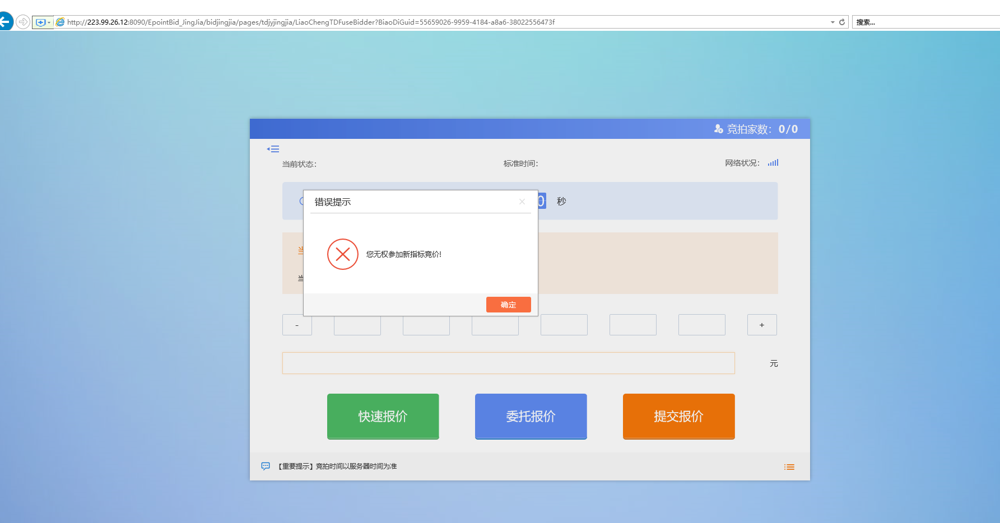 http://223.99.26.12:8090/EpointBid_JingJia/bidjingjia/pages/tdjyjingjia/LiaoChengTDFuseBidder?BiaoDiGuid=55659026-9959-4184-a8a6-38022556473f
搜索...
竞拍家数：0/0
当前状态：
标准时间：
网络状况：
0 秒
错误提示
您无权参加新指标竞价!
确定
当
当
-
+
元
快速报价
委托报价
提交报价
【重要提示】竞拍时间以服务器时间为准